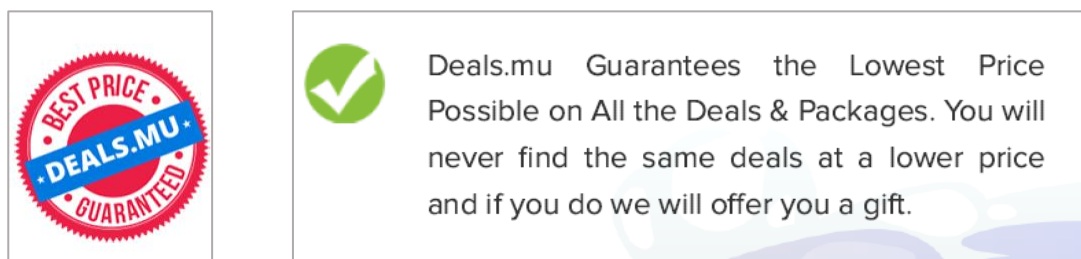 BEST PRICE
DEALS.MU
GUARANTEED
Deals.mu Guarantees the Lowest Price
Possible on All the Deals & Packages. You will
never find the same deals at a lower price
and if you do we will offer you a gift.